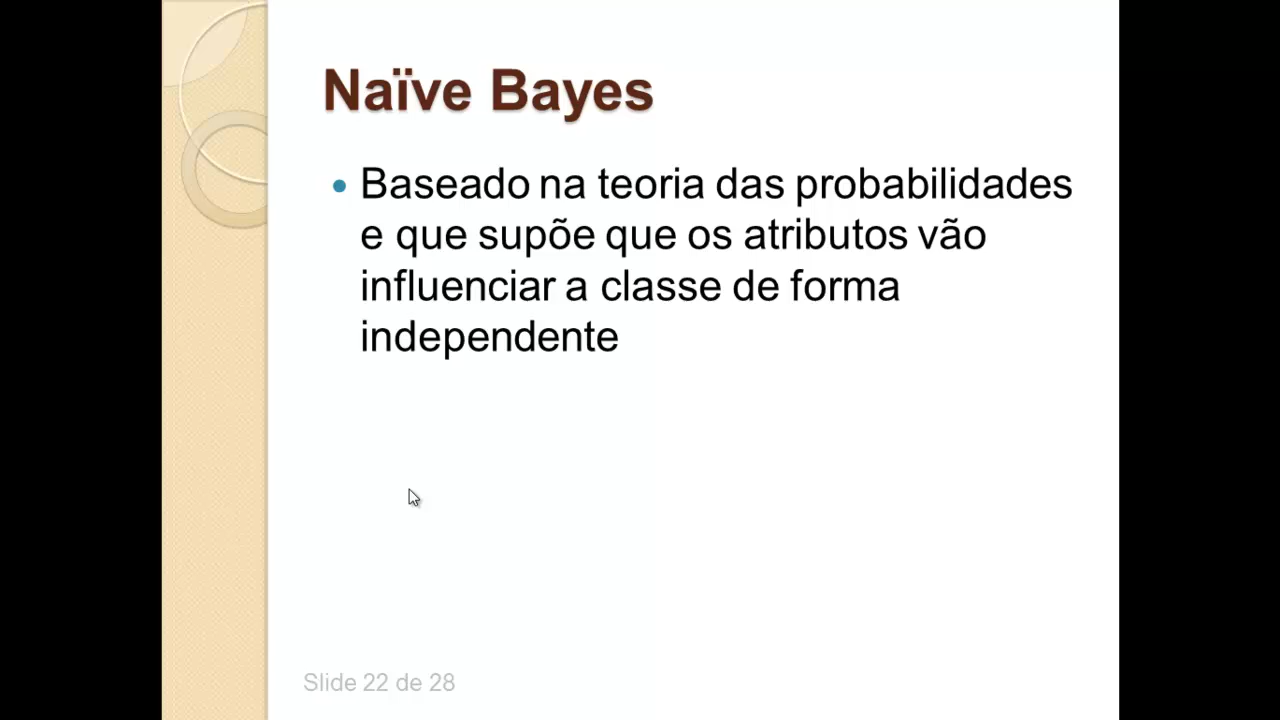 Naïve Bayes
• Baseado na teoria das probabilidades
e que supõe que os atributos vão
influenciar a classe de forma
independente
Slide 22 de 28